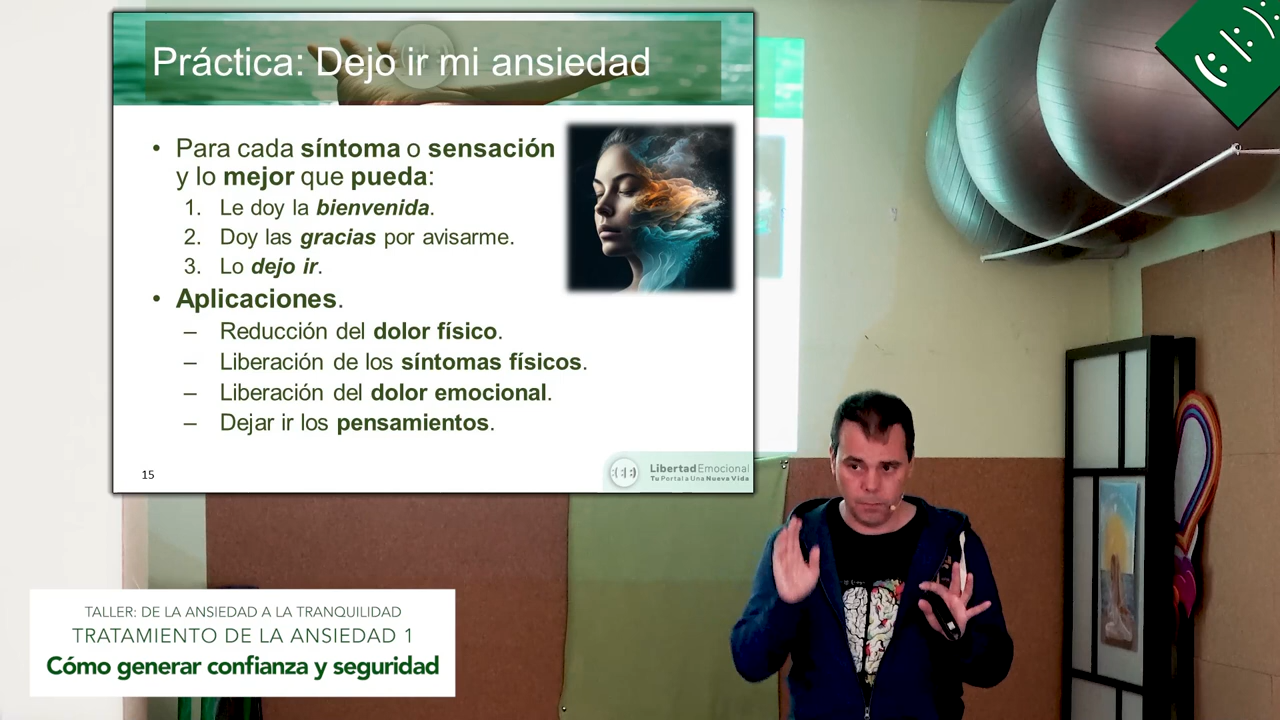 Práctica: Dejo ir mi ansiedad
• Para cada síntoma o sensación
y lo mejor que pueda:
1. Le doy la bienvenida.
2. Doy las gracias por avisarme.
3. Lo dejo ir.
• Aplicaciones.
– Reducción del dolor físico.
– Liberación de los síntomas físicos.
– Liberación del dolor emocional.
– Dejar ir los pensamientos.
15
LibertadEmocional
Tu Portal a Una Nueva Vida
TALLER: DE LA ANSIEDAD A LA TRANQUILIDAD
TRATAMIENTO DE LA ANSIEDAD 1
Cómo generar confianza y seguridad